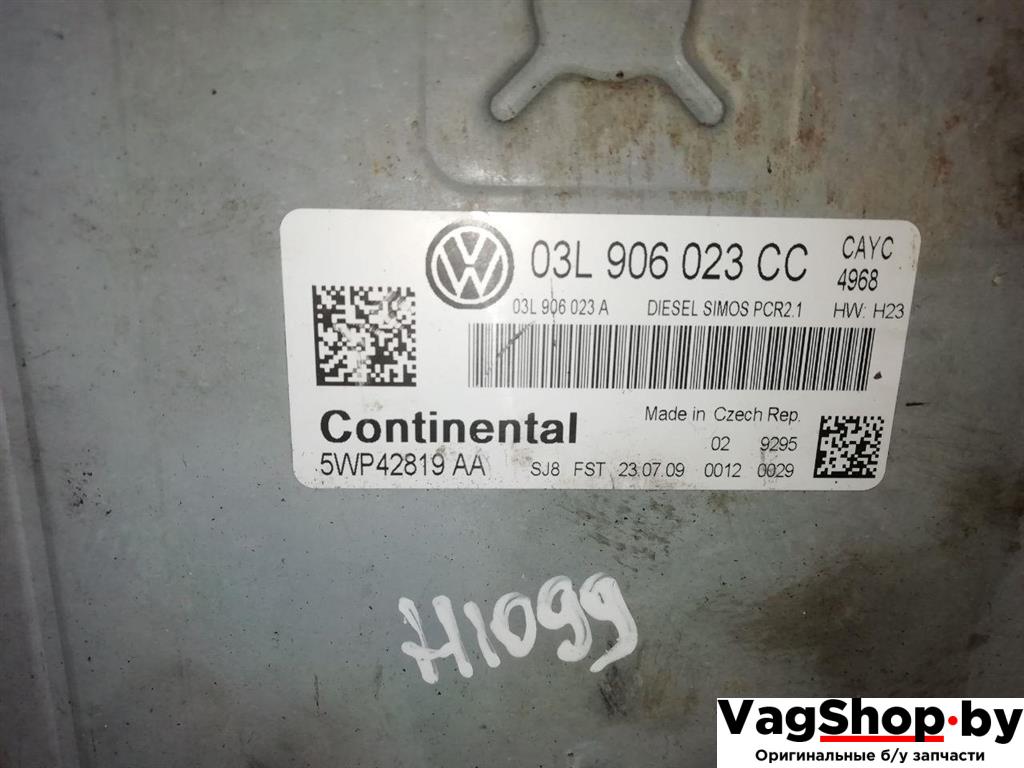 03L 906 023 CC CAYC
4968
03L 906 023 A DIESEL SIMOS PCR2.1 HW: H23
Continental
Made in Czech Rep.
02 9295
5WP42819 AA SJ8 FST 23.07.09 0012 0029
H1099
VagShop.by
Оригинальные б/у запчасти